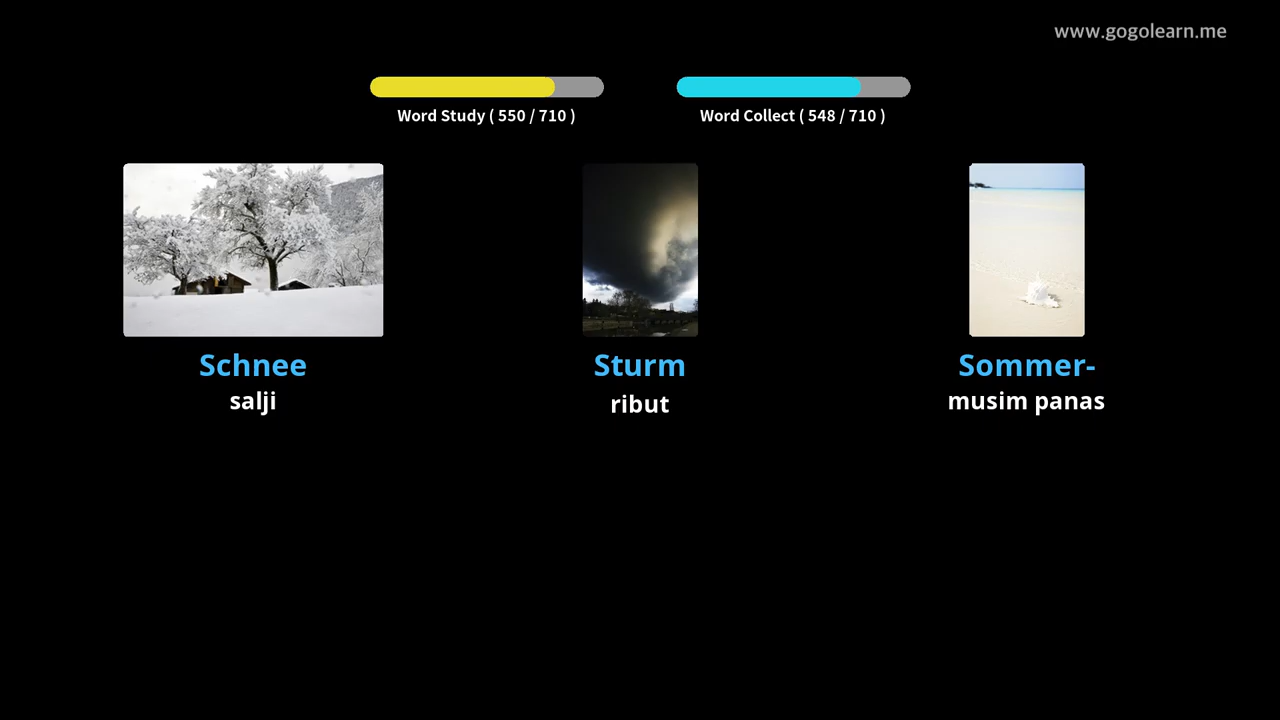 www.gogolearn.me
Word Study ( 550 / 710 )
Word Collect ( 548 / 710 )
Schnee
salji
Sturm
ribut
Sommer-
musim panas